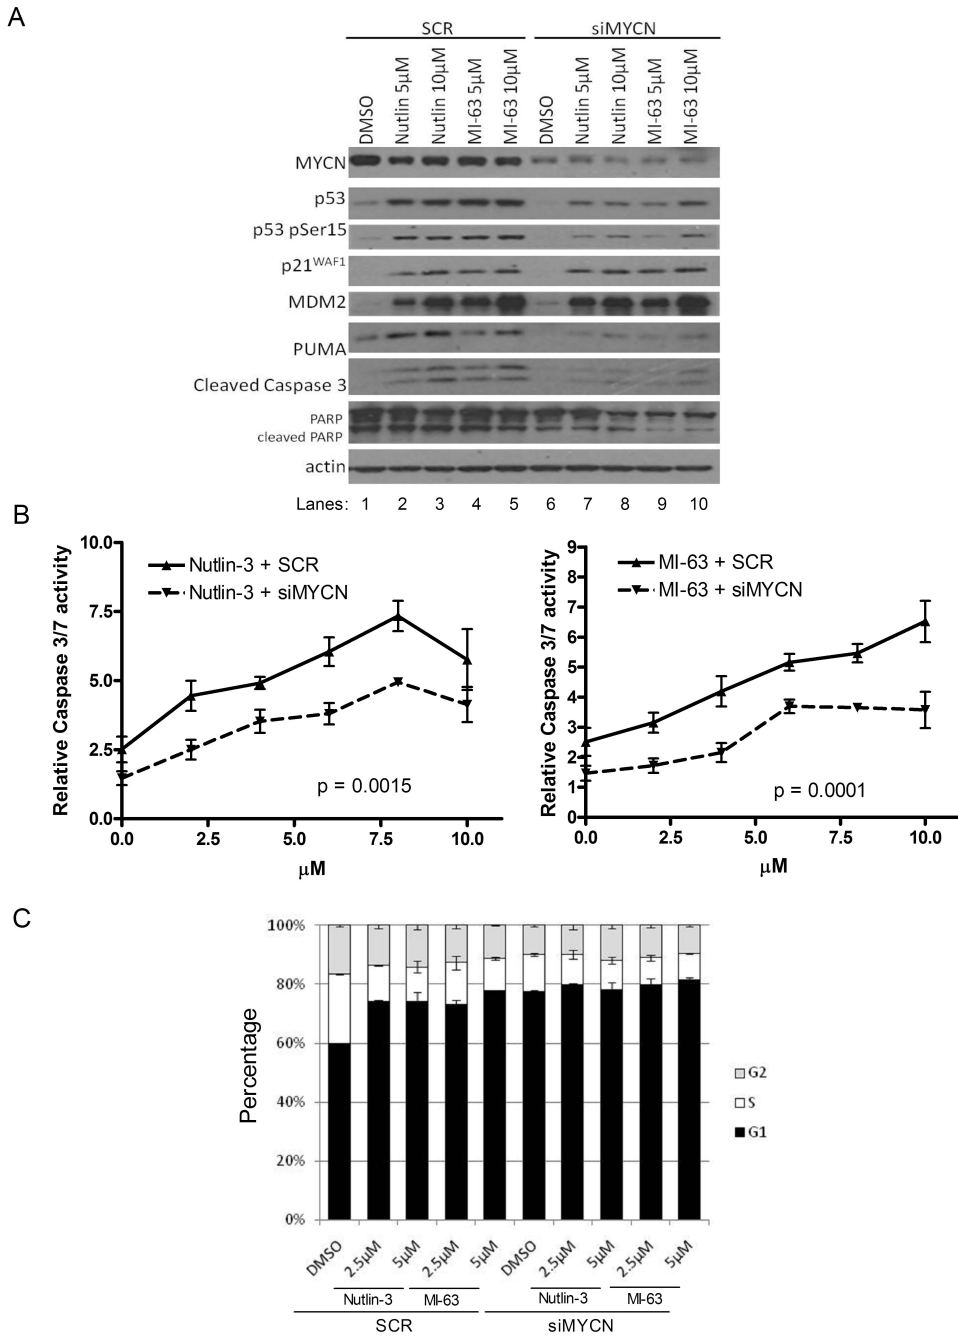 A
SCR siMYCN
DMSO Nutlin 5μM Nutlin 10μM MI-63 5μM MI-63 10μM DMSO Nutlin 5μM Nutlin 10μM MI-63 5μM MI-63 10μM
MYCN
p53
p53 pSer15
p21WAF1
MDM2
PUMA
Cleaved Caspase 3
PARP
cleaved PARP
actin
Lanes: 1 2 3 4 5 6 7 8 9 10
B
Relative Caspase 3/7 activity
10.0
7.5
5.0
2.5
0.0
Nutlin-3 + SCR
Nutlin-3 + siMYCN
p = 0.0015
0.0 2.5 5.0 7.5 10.0
μM
Relative Caspase 3/7 activity
9
8
7
6
5
4
3
2
1
0
MI-63 + SCR
MI-63 + siMYCN
p = 0.0001
0.0 2.5 5.0 7.5 10.0
μM
C
Percentage
100%
80%
60%
40%
20%
0%
G2
S
G1
DMSO 2.5μM 5μM 2.5μM 5μM DMSO 2.5μM 5μM 2.5μM 5μM
Nutlin-3 MI-63 Nutlin-3 MI-63
SCR siMYCN